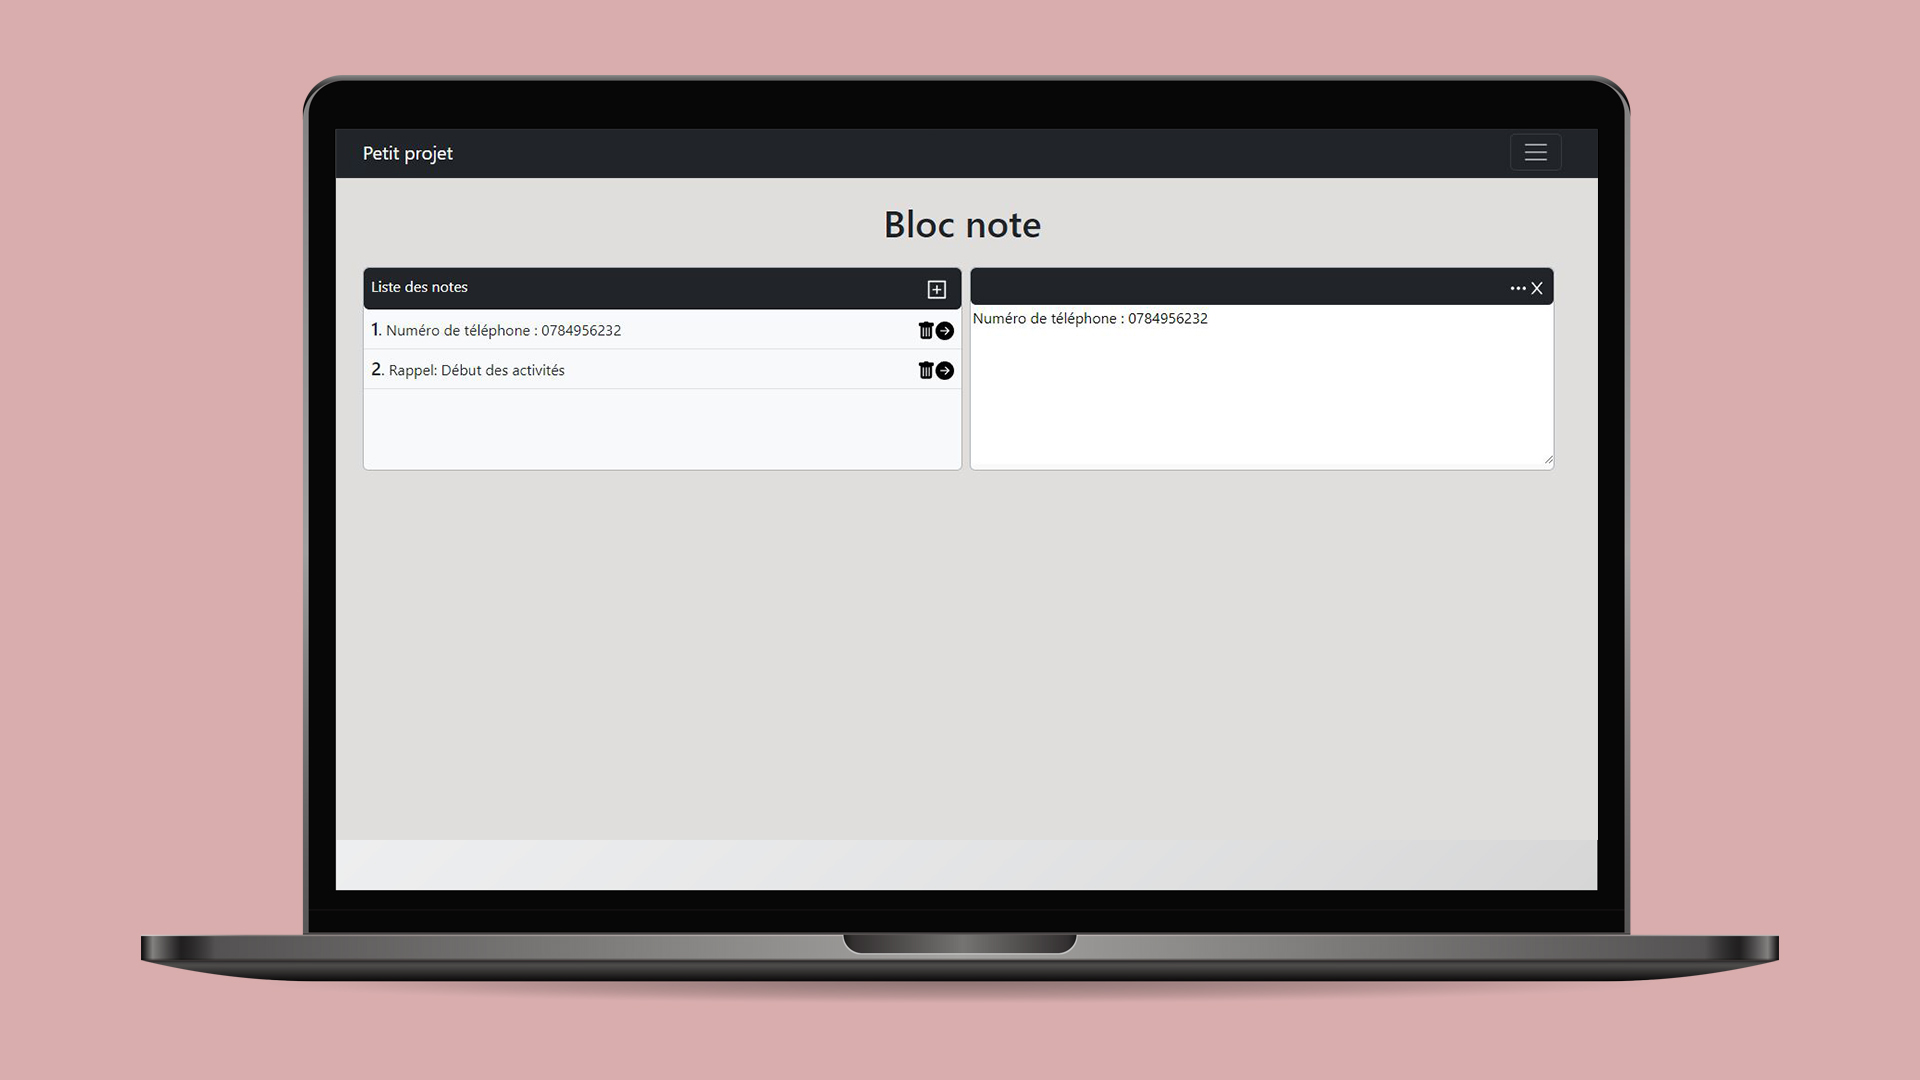 Petit projet
Bloc note
Liste des notes
1. Numéro de téléphone : 0784956232
2. Rappel: Début des activités
Numéro de téléphone : 0784956232